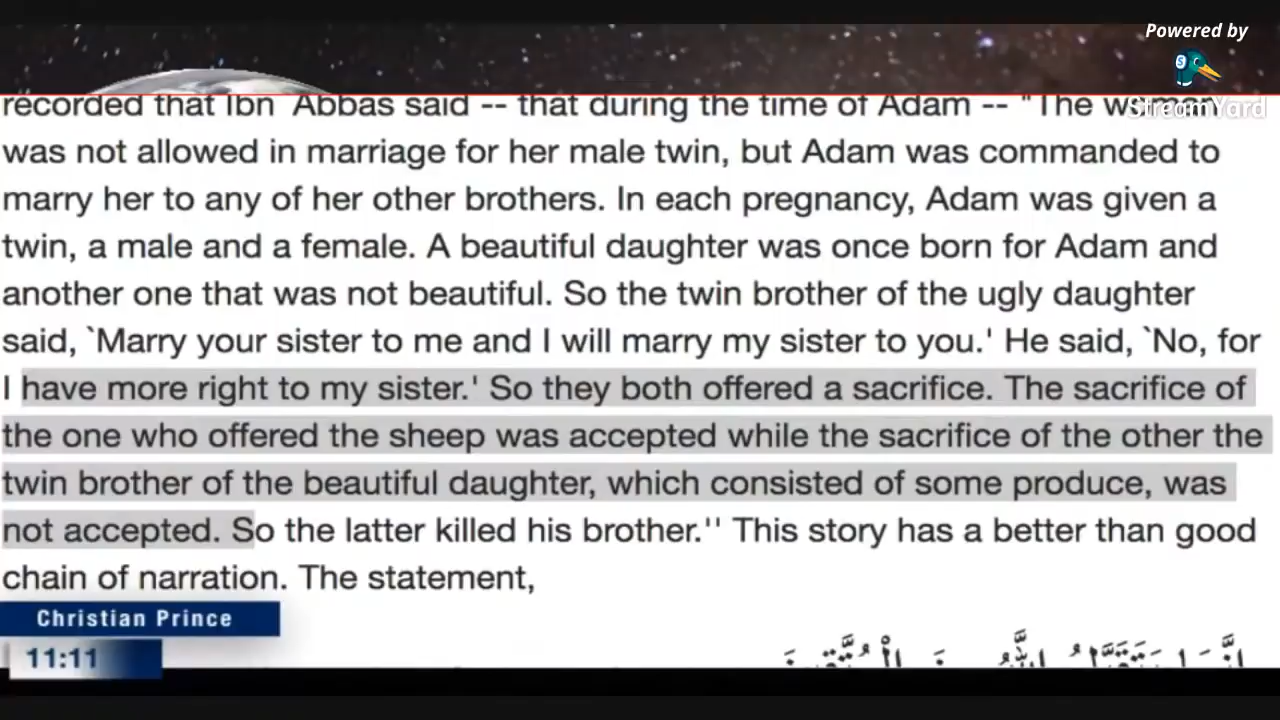 Powered by
StreamYard
recorded that Ibn `Abbas said -- that during the time of Adam -- "The woman
was not allowed in marriage for her male twin, but Adam was commanded to
marry her to any of her other brothers. In each pregnancy, Adam was given a
twin, a male and a female. A beautiful daughter was once born for Adam and
another one that was not beautiful. So the twin brother of the ugly daughter
said, `Marry your sister to me and I will marry my sister to you.' He said, `No, for
I have more right to my sister.' So they both offered a sacrifice. The sacrifice of
the one who offered the sheep was accepted while the sacrifice of the other the
twin brother of the beautiful daughter, which consisted of some produce, was
not accepted. So the latter killed his brother.'' This story has a better than good
chain of narration. The statement,
Christian Prince
11:11